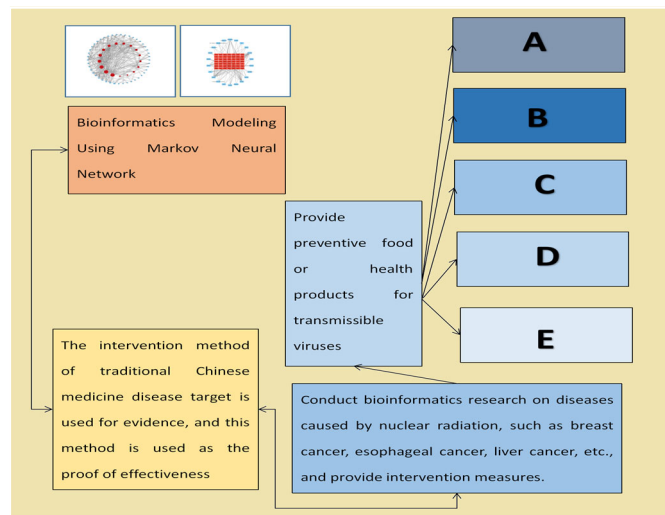 Bioinformatics Modeling
Using Markov Neural
Network
The intervention method
of traditional Chinese
medicine disease target is
used for evidence, and this
method is used as the
proof of effectiveness
Conduct bioinformatics research on diseases
caused by nuclear radiation, such as breast
cancer, esophageal cancer, liver cancer, etc.,
and provide intervention measures.
Provide
preventive food
or health
products for
transmissible
viruses
A
B
C
D
E